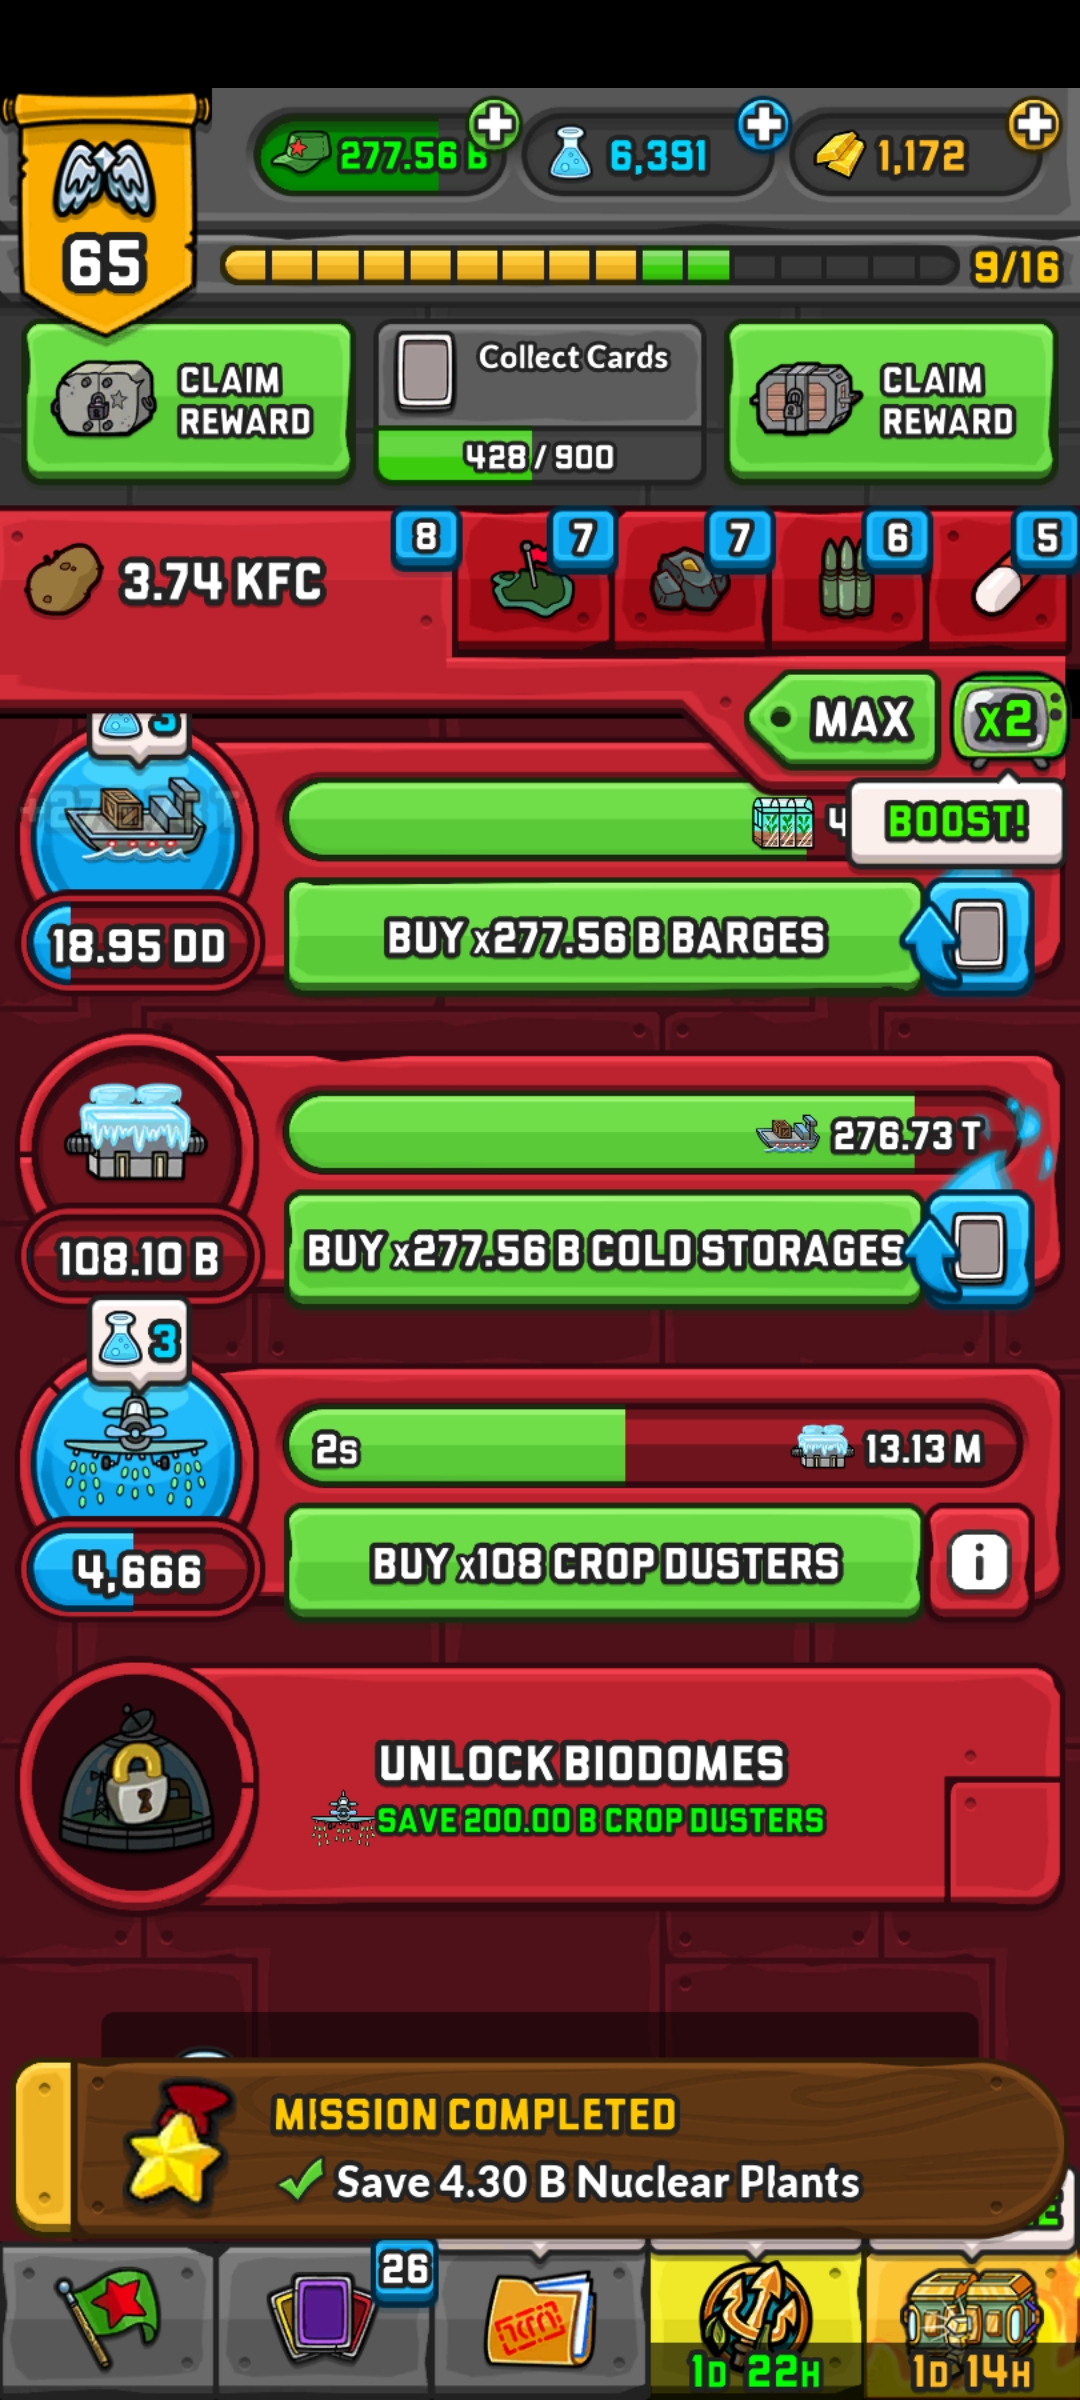 277.56 B
6,391
1,172
65
9/16
CLAIM
REWARD
Collect Cards
428 / 900
CLAIM
REWARD
3.74 KFC
8
7
7
6
5
MAX
x2
3
4
BOOST!
18.95 DD
BUY x277.56 B BARGES
276.73 T
108.10 B
BUY x277.56 B COLD STORAGES
3
2s
13.13 M
4,666
BUY x108 CROP DUSTERS
i
UNLOCK BIODOMES
SAVE 200.00 B CROP DUSTERS
MISSION COMPLETED
Save 4.30 B Nuclear Plants
26
1D 22H
1D 14H